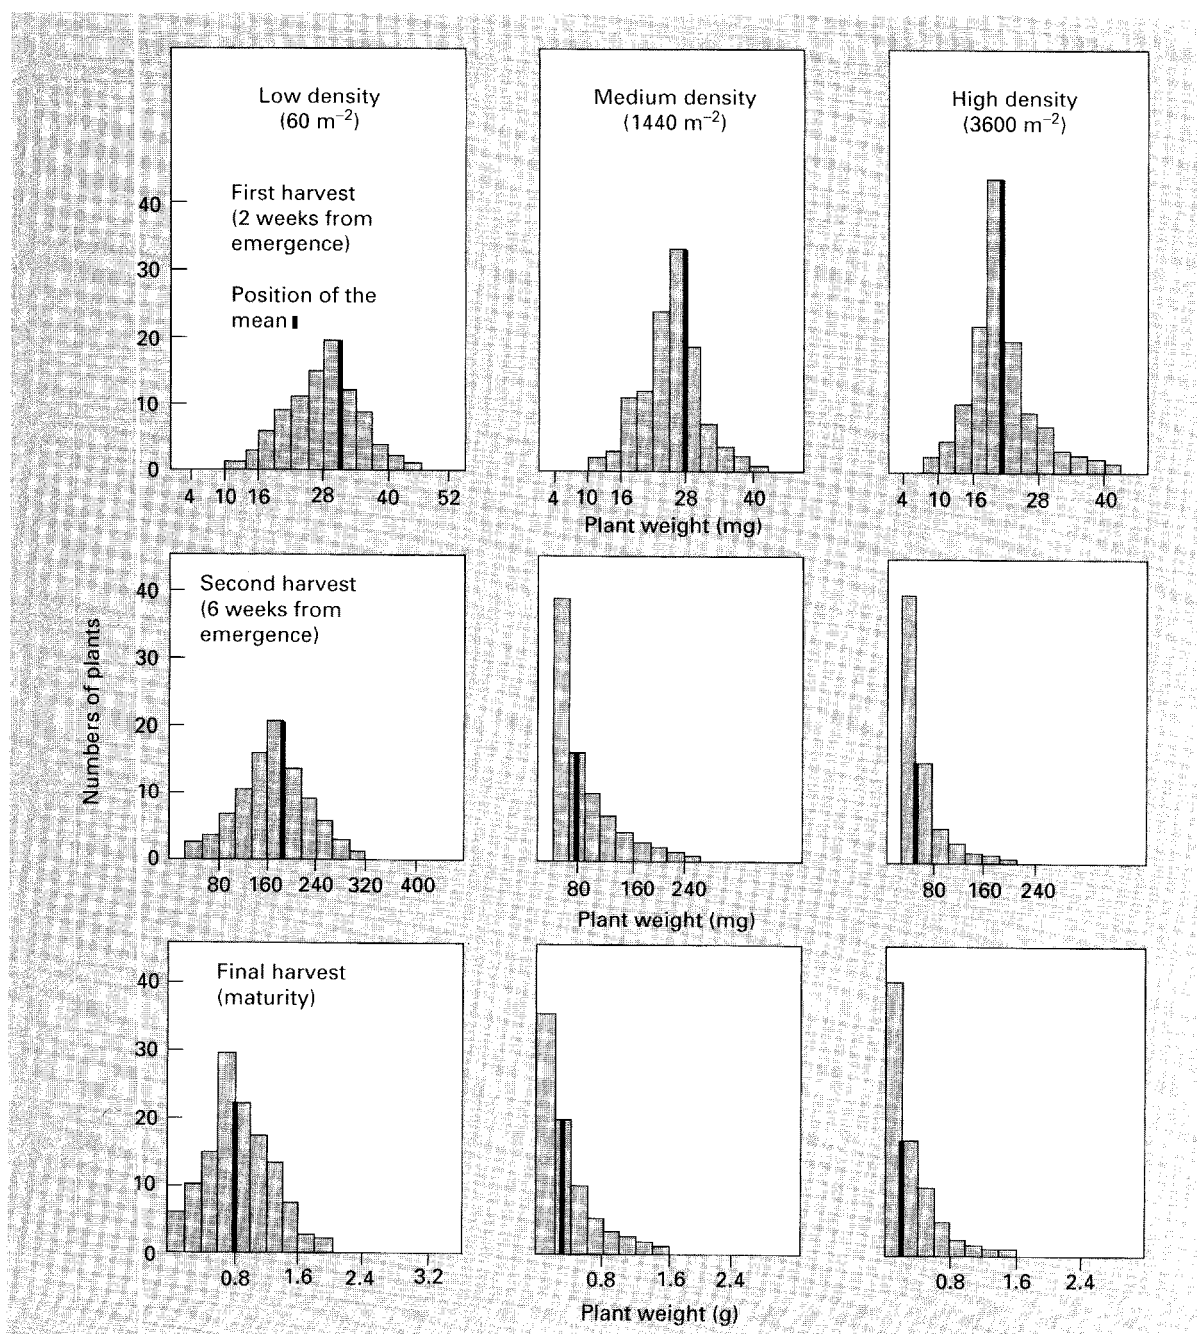 Low density
(60 m⁻²)
Medium density
(1440 m⁻²)
High density
(3600 m⁻²)
First harvest
(2 weeks from
emergence)
Position of the
mean
40
30
20
10
0
4 10 16 28 40 52
4 10 16 28 40
4 10 16 28 40
Plant weight (mg)
Second harvest
(6 weeks from
emergence)
Numbers of plants
40
30
20
10
0
80 160 240 320 400
80 160 240
80 160 240
Plant weight (mg)
Final harvest
(maturity)
40
30
20
10
0
0.8 1.6 2.4 3.2
0.8 1.6 2.4
0.8 1.6 2.4
Plant weight (g)